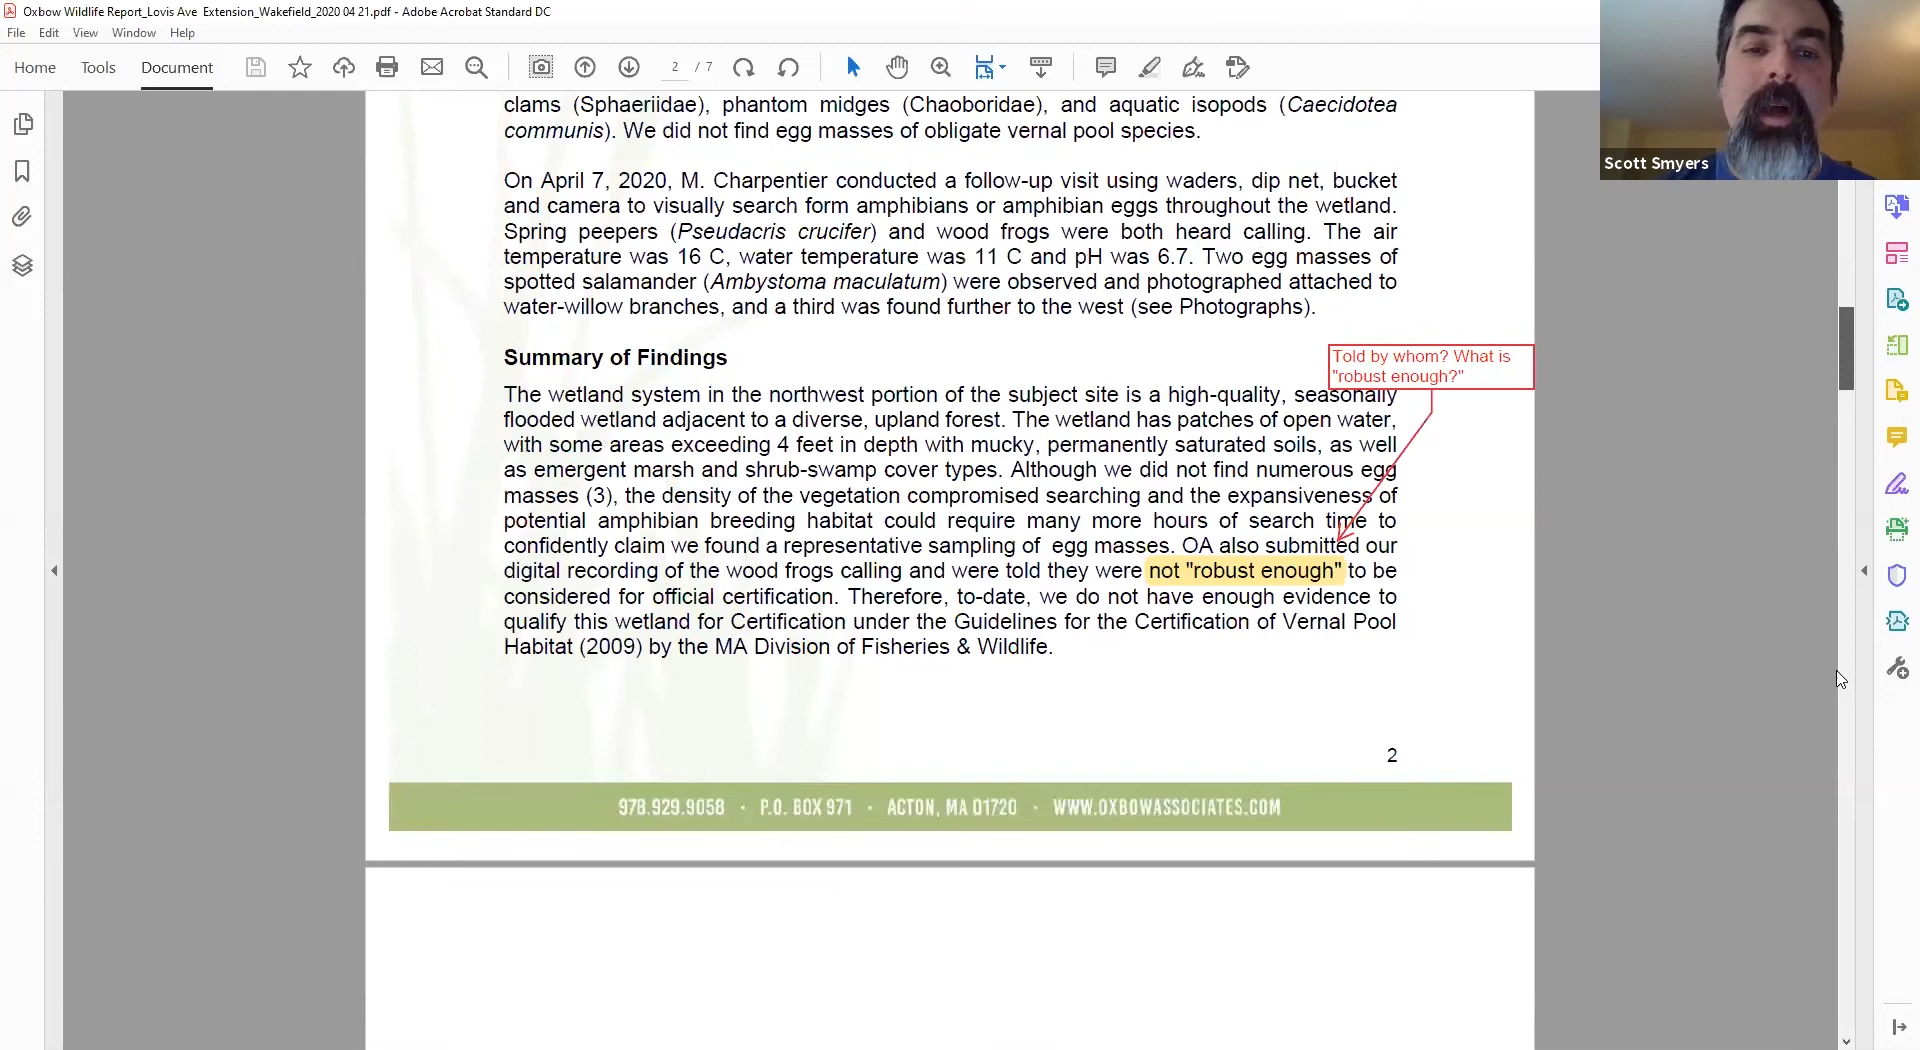 Oxbow Wildlife Report_Lovis Ave  Extension_Wakefield_2020 04 21.pdf - Adobe Acrobat Standard DC
File Edit View Window Help
Home Tools Document 2 / 7
Scott Smyers
clams (Sphaeriidae), phantom midges (Chaoboridae), and aquatic isopods (Caecidotea
communis). We did not find egg masses of obligate vernal pool species.
On April 7, 2020, M. Charpentier conducted a follow-up visit using waders, dip net, bucket
and camera to visually search form amphibians or amphibian eggs throughout the wetland.
Spring peepers (Pseudacris crucifer) and wood frogs were both heard calling. The air
temperature was 16 C, water temperature was 11 C and pH was 6.7. Two egg masses of
spotted salamander (Ambystoma maculatum) were observed and photographed attached to
water-willow branches, and a third was found further to the west (see Photographs).
Summary of Findings
Told by whom? What is
"robust enough?"
The wetland system in the northwest portion of the subject site is a high-quality, seasonally
flooded wetland adjacent to a diverse, upland forest. The wetland has patches of open water,
with some areas exceeding 4 feet in depth with mucky, permanently saturated soils, as well
as emergent marsh and shrub-swamp cover types. Although we did not find numerous egg
masses (3), the density of the vegetation compromised searching and the expansiveness of
potential amphibian breeding habitat could require many more hours of search time to
confidently claim we found a representative sampling of  egg masses. OA also submitted our
digital recording of the wood frogs calling and were told they were not "robust enough" to be
considered for official certification. Therefore, to-date, we do not have enough evidence to
qualify this wetland for Certification under the Guidelines for the Certification of Vernal Pool
Habitat (2009) by the MA Division of Fisheries & Wildlife.
2
978.929.9058 · P.O. BOX 971 · ACTON, MA 01720 · WWW.OXBOWASSOCIATES.COM